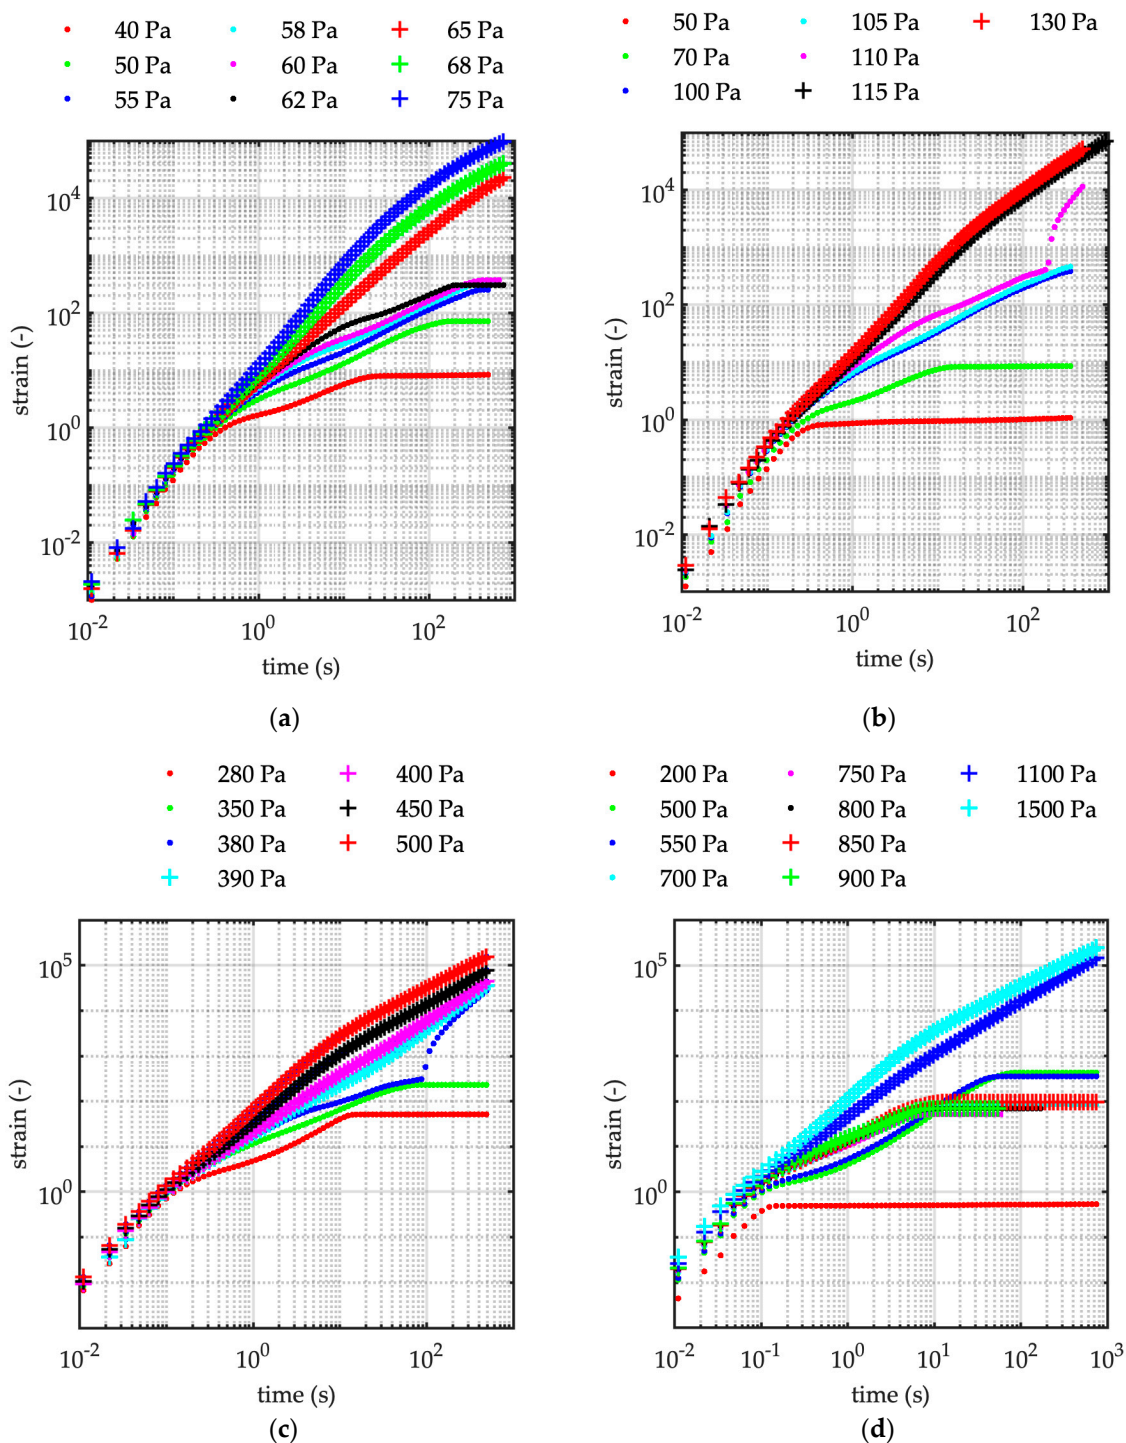 40 Pa 58 Pa 65 Pa
50 Pa 60 Pa 68 Pa
55 Pa 62 Pa 75 Pa
10^4
10^2
10^0
10^-2
strain (-)
10^-2 10^0 10^2
time (s)
(a)
50 Pa 105 Pa 130 Pa
70 Pa 110 Pa
100 Pa 115 Pa
10^4
10^2
10^0
10^-2
strain (-)
10^-2 10^0 10^2
time (s)
(b)
280 Pa 400 Pa
350 Pa 450 Pa
380 Pa 500 Pa
390 Pa
10^5
10^0
strain (-)
10^-2 10^0 10^2
time (s)
(c)
200 Pa 750 Pa 1100 Pa
500 Pa 800 Pa 1500 Pa
550 Pa 850 Pa
700 Pa 900 Pa
10^5
10^0
strain (-)
10^-2 10^-1 10^0 10^1 10^2 10^3
time (s)
(d)